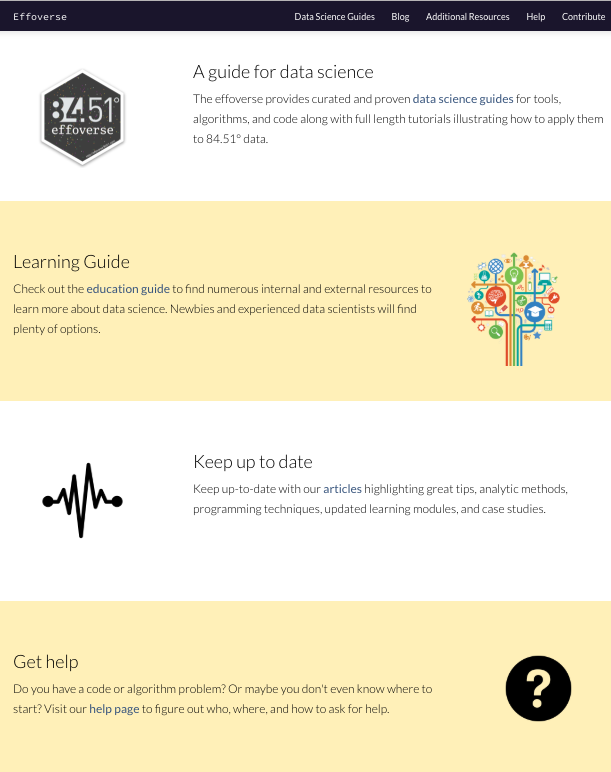 Effoverse
Data Science Guides Blog Additional Resources Help Contribute
84.51°
effoverse
A guide for data science
The effoverse provides curated and proven data science guides for tools,
algorithms, and code along with full length tutorials illustrating how to apply them
to 84.51° data.
Learning Guide
Check out the education guide to find numerous internal and external resources to
learn more about data science. Newbies and experienced data scientists will find
plenty of options.
Keep up to date
Keep up-to-date with our articles highlighting great tips, analytic methods,
programming techniques, updated learning modules, and case studies.
Get help
Do you have a code or algorithm problem? Or maybe you don't even know where to
start? Visit our help page to figure out who, where, and how to ask for help.
?